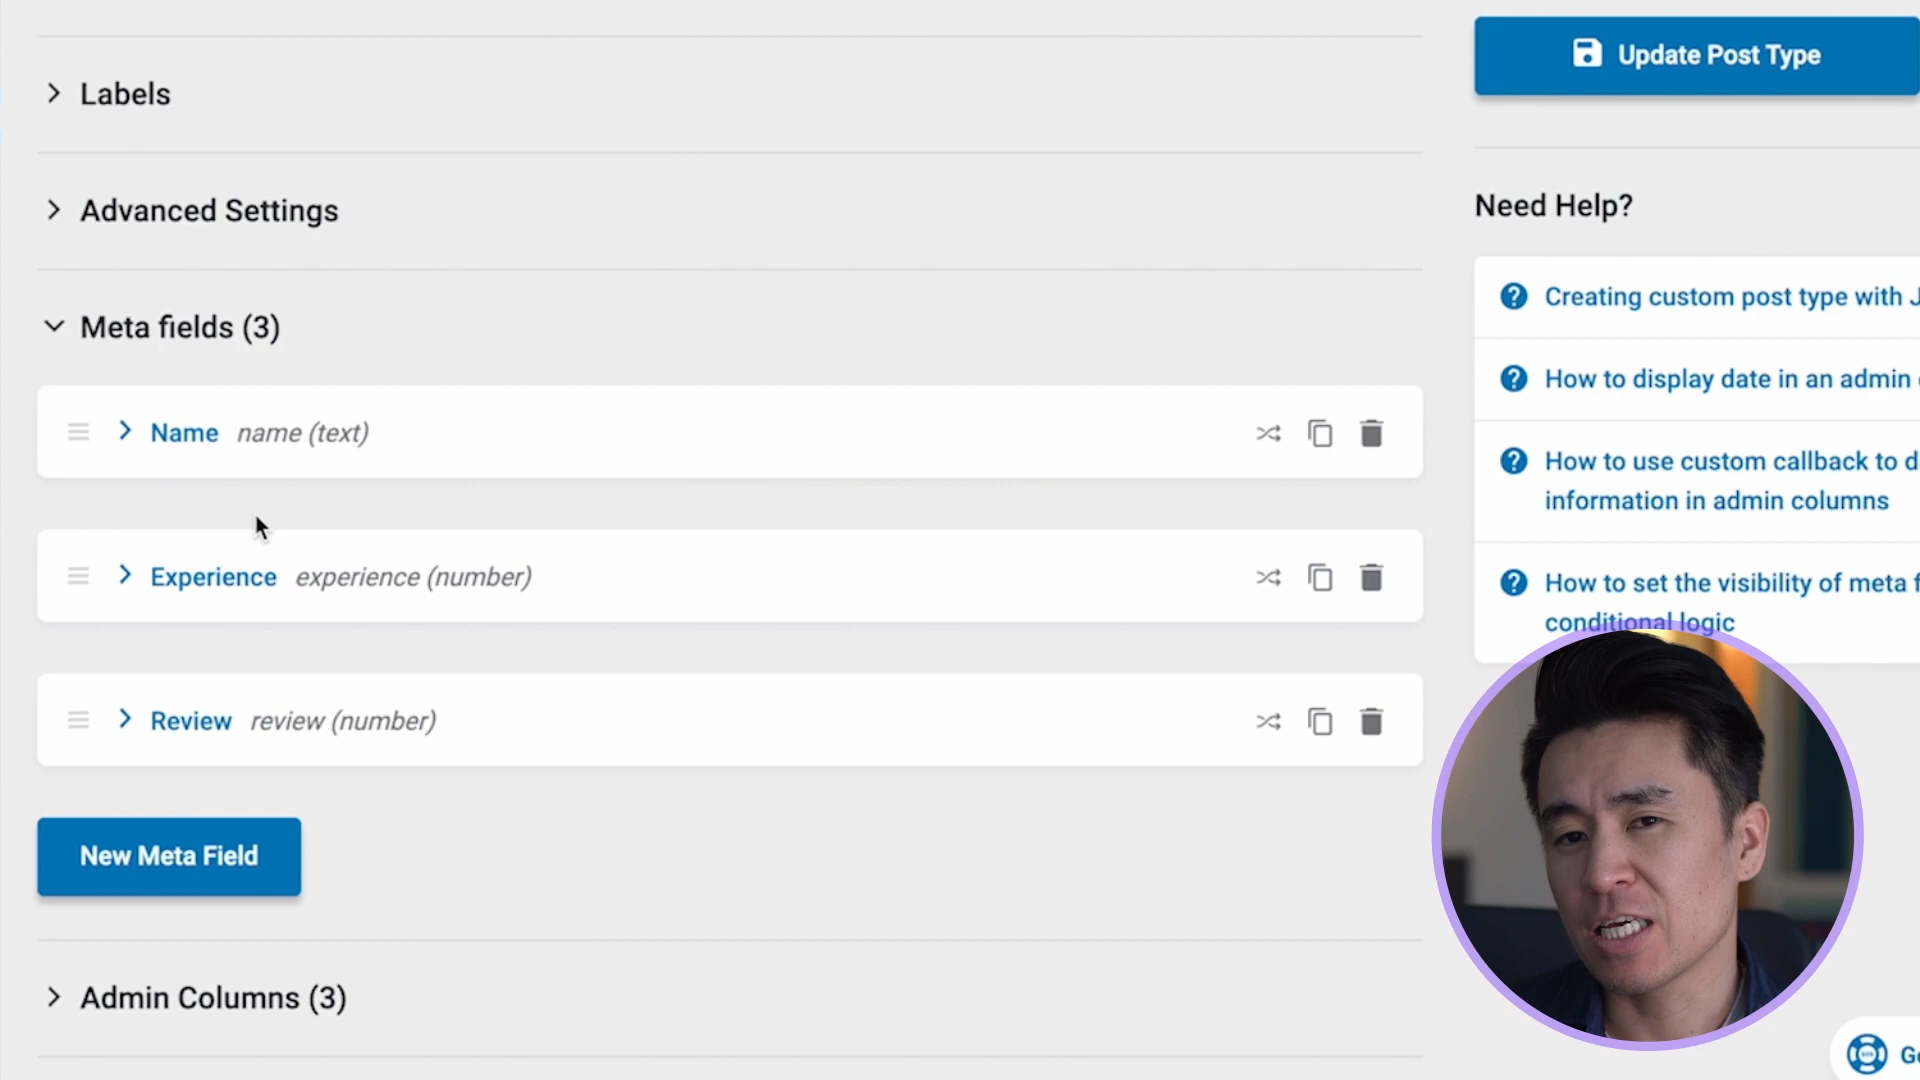 Update Post Type
Labels
Advanced Settings
Need Help?
Creating custom post type with J
How to display date in an admin
Meta fields (3)
Name name (text)
How to use custom callback to d
information in admin columns
Experience experience (number)
How to set the visibility of meta f
conditional logic
Review review (number)
New Meta Field
Admin Columns (3)
Ge